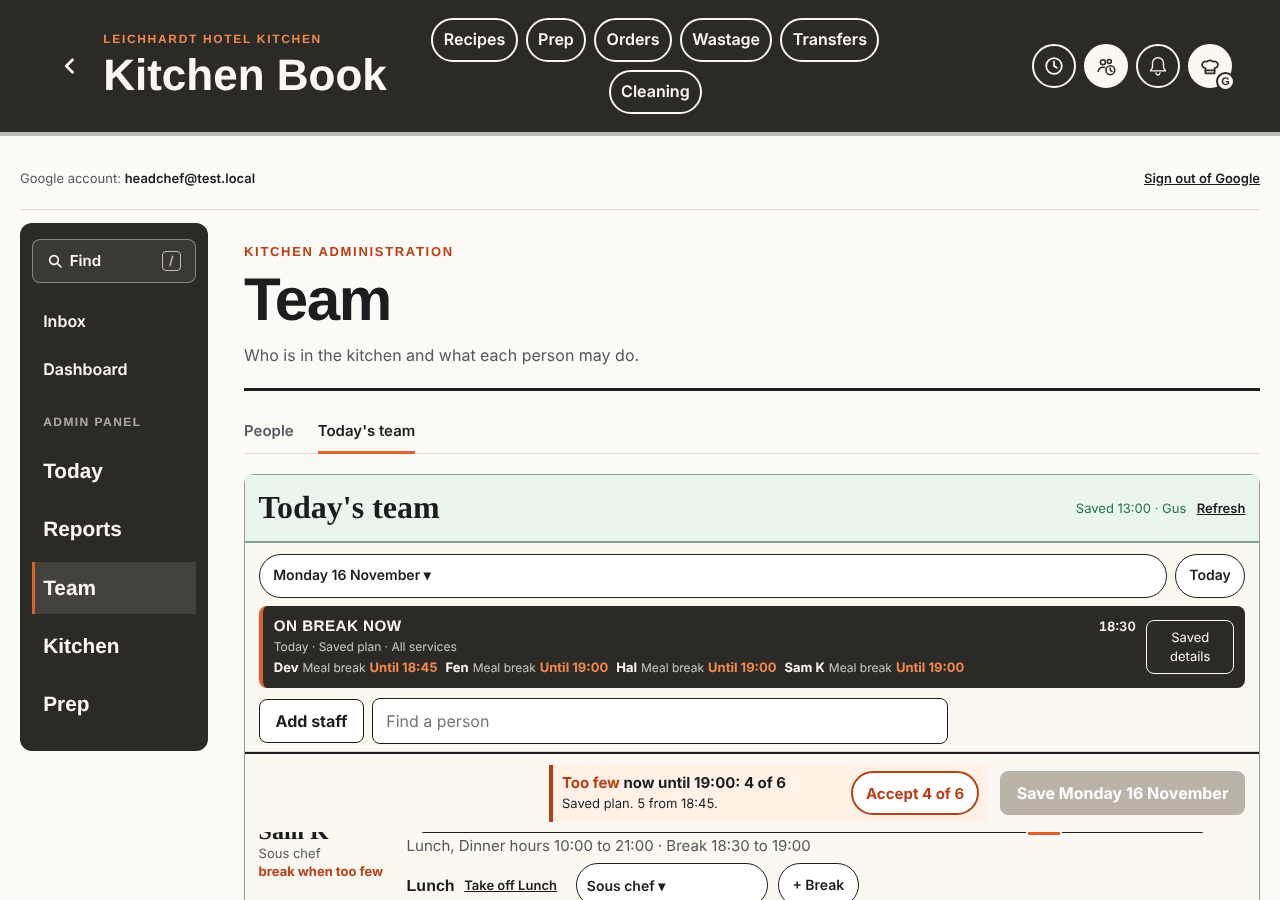 LEICHHARDT HOTEL KITCHEN
Kitchen Book
Recipes Prep Orders Wastage Transfers
Cleaning
G
Google account: headchef@test.local
Sign out of Google
Find /
Inbox
Dashboard
ADMIN PANEL
Today
Reports
Team
Kitchen
Prep
KITCHEN ADMINISTRATION
Team
Who is in the kitchen and what each person may do.
People Today's team
Today's team
Saved 13:00 · Gus Refresh
Monday 16 November ▾
Today
ON BREAK NOW
18:30
Saved
details
Today · Saved plan · All services
Dev Meal break Until 18:45 Fen Meal break Until 19:00 Hal Meal break Until 19:00 Sam K Meal break Until 19:00
Add staff
Find a person
Too few now until 19:00: 4 of 6
Saved plan. 5 from 18:45.
Accept 4 of 6
Save Monday 16 November
Sam K
Sous chef
break when too few
Lunch, Dinner hours 10:00 to 21:00 · Break 18:30 to 19:00
Lunch Take off Lunch Sous chef ▾ + Break